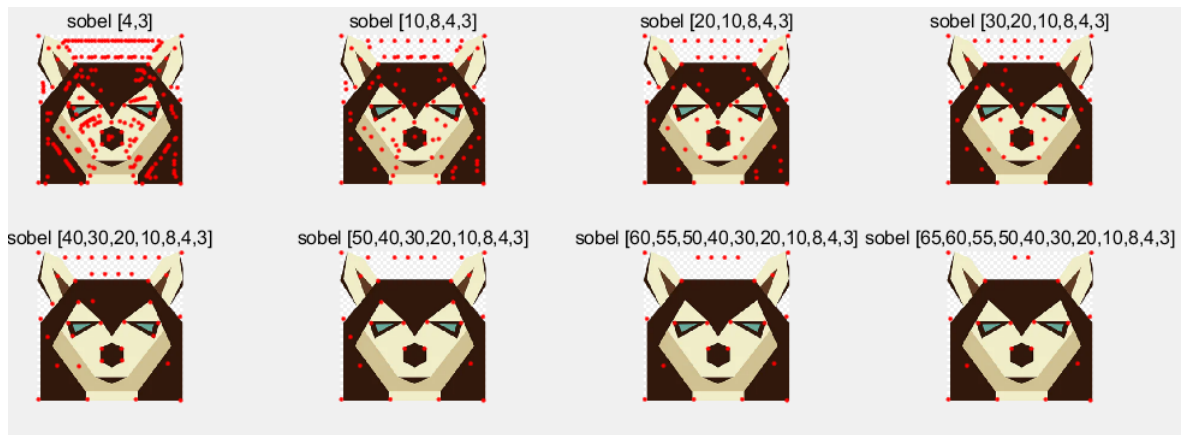 sobel [4,3]
sobel [10,8,4,3]
sobel [20,10,8,4,3]
sobel [30,20,10,8,4,3]
sobel [40,30,20,10,8,4,3]
sobel [50,40,30,20,10,8,4,3]
sobel [60,55,50,40,30,20,10,8,4,3]
sobel [65,60,55,50,40,30,20,10,8,4,3]